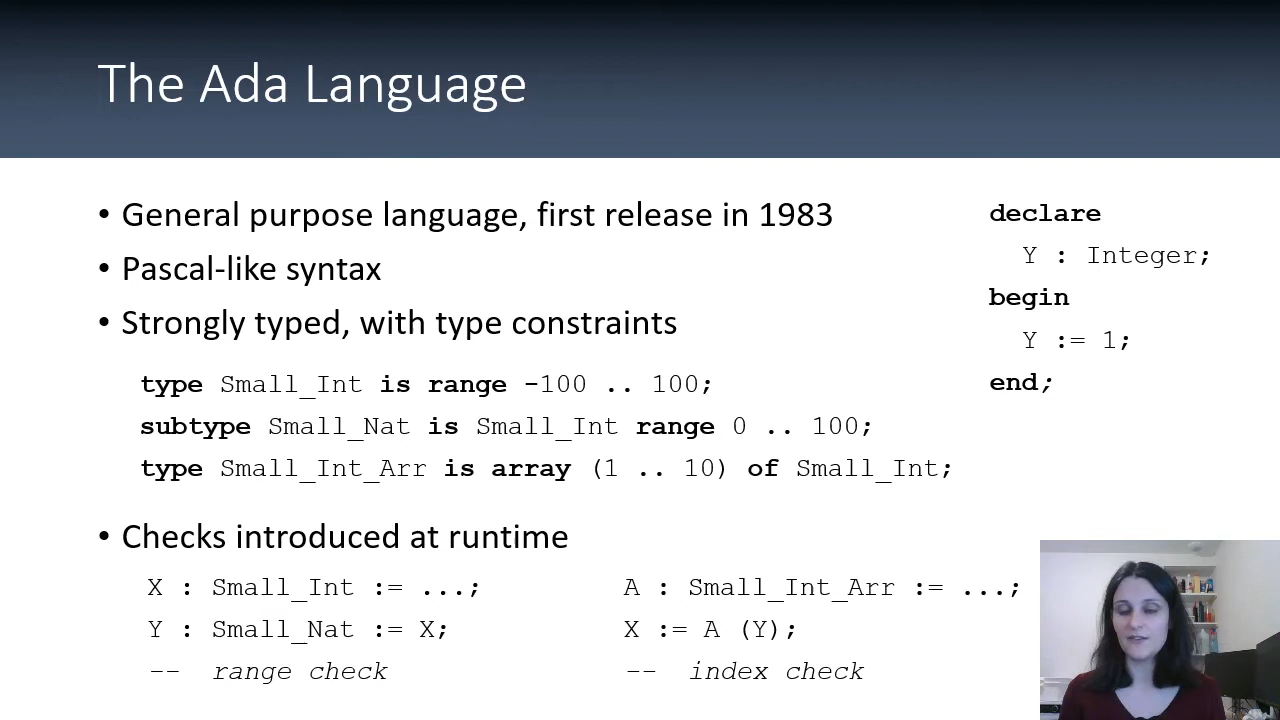 The Ada Language
• General purpose language, first release in 1983
• Pascal-like syntax
• Strongly typed, with type constraints
type Small_Int is range -100 .. 100;
subtype Small_Nat is Small_Int range 0 .. 100;
type Small_Int_Arr is array (1 .. 10) of Small_Int;
declare
Y : Integer;
begin
Y := 1;
end;
• Checks introduced at runtime
X : Small_Int := ...;
Y : Small_Nat := X;
-- range check
A : Small_Int_Arr := ...;
X := A (Y);
-- index check